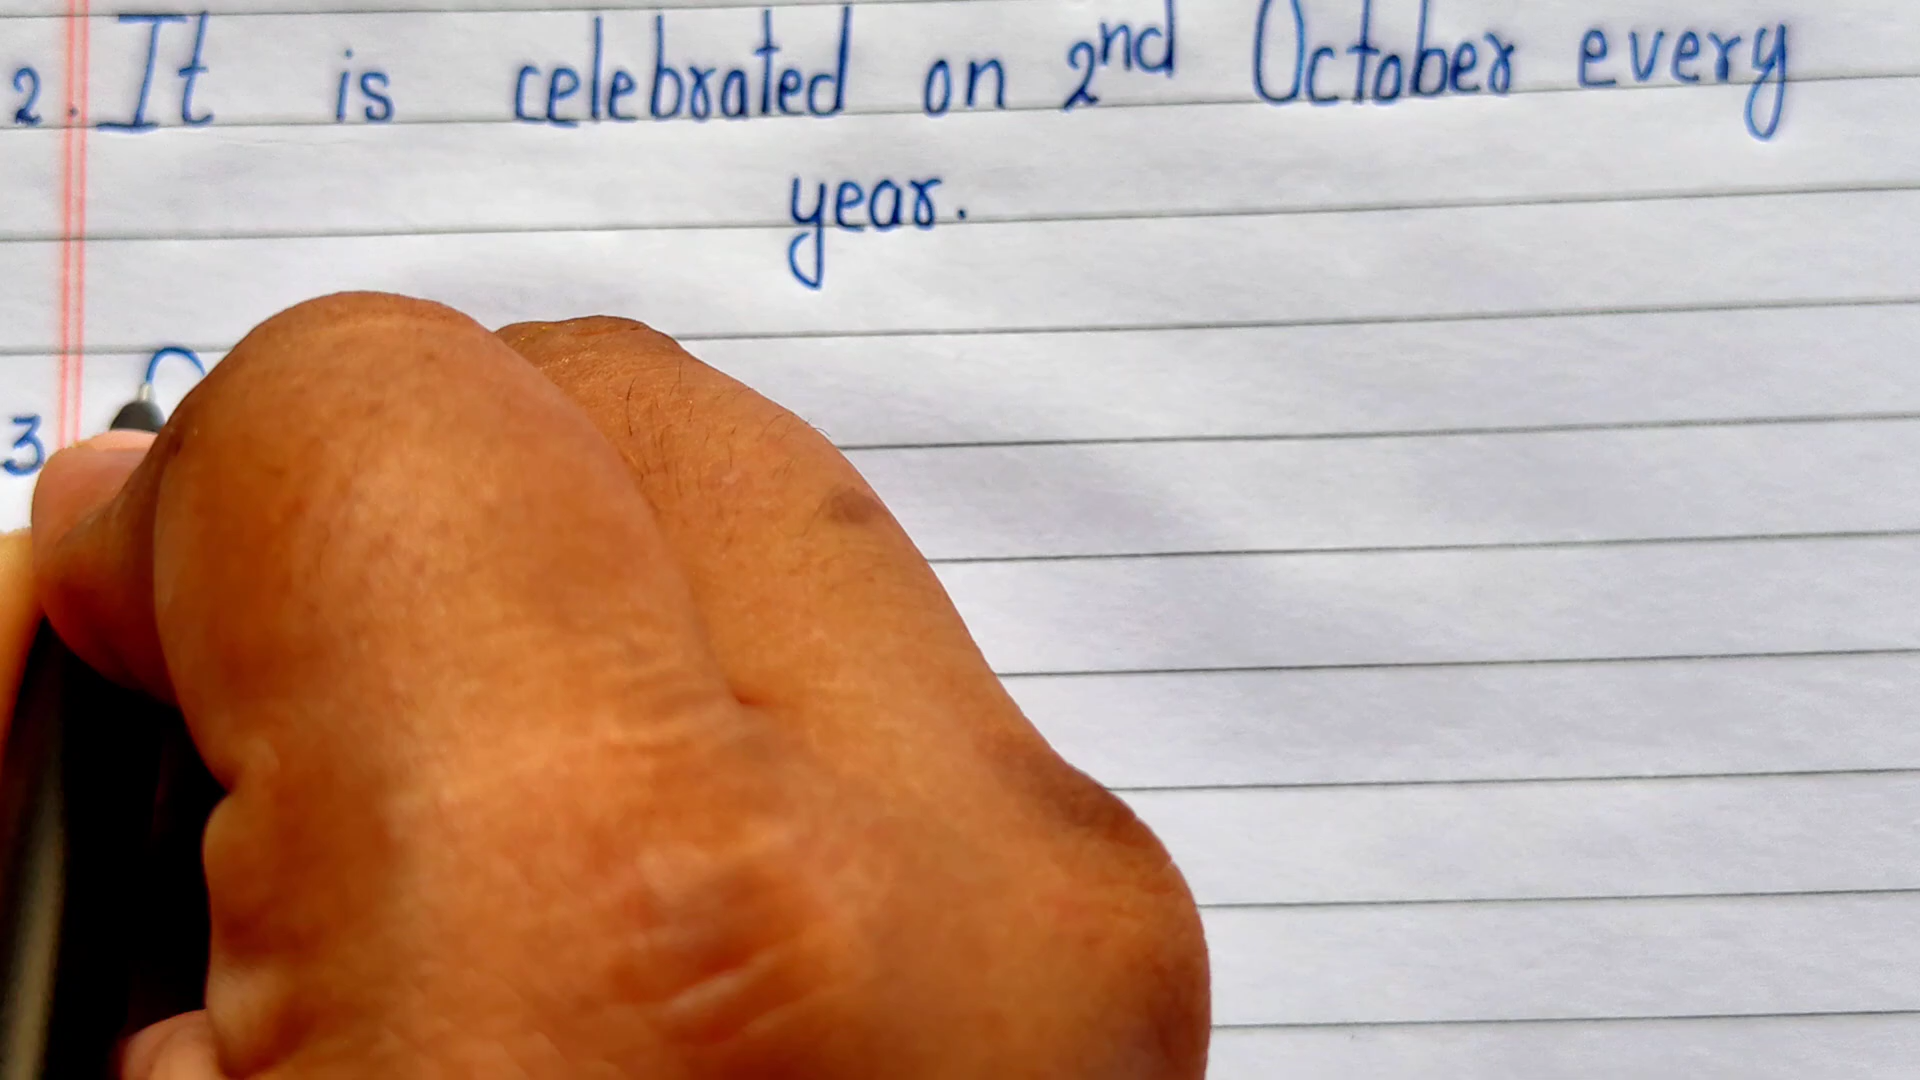 2. It is celebrated on 2nd October every
year.
3